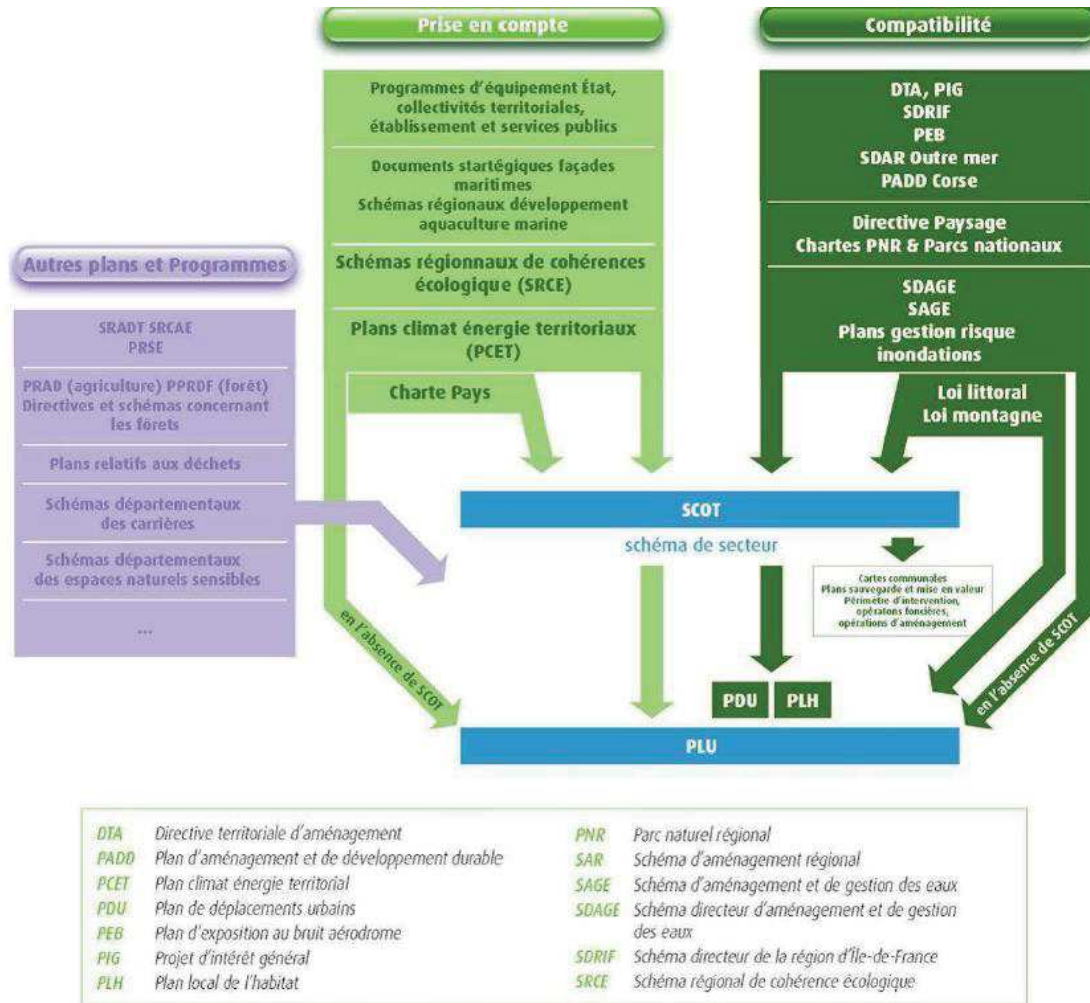 Prise en compte
Programmes d'équipement État,
collectivités territoriales,
établissement et services publics
Documents startégiques façades
maritimes
Schémas régionaux développement
aquaculture marine
Schémas régionnaux de cohérences
écologique (SRCE)
Plans climat énergie territoriaux
(PCET)
Charte Pays
en l'absence de SCOT
Compatibilité
DTA, PIG
SDRIF
PEB
SDAR Outre mer
PADD Corse
Directive Paysage
Chartes PNR & Parcs nationaux
SDAGE
SAGE
Plans gestion risque
inondations
Loi littoral
Loi montagne
en l'absence de SCOT
Autres plans et Programmes
SRADT SRCAE
PRSE
PRAD (agriculture) PPRDF (forêt)
Directives et schémas concernant
les fôrets
Plans relatifs aux déchets
Schémas départementaux
des carrières
Schémas départementaux
des espaces naturels sensibles
...
SCOT
schéma de secteur
Cartes communales
Plans sauvegarde et mise en valeur
Périmètre d'intervention,
opératons foncières,
opérations d'aménagement
PDU
PLH
PLU
DTA Directive territoriale d'aménagement
PADD Plan d'aménagement et de développement durable
PCET Plan climat énergie territorial
PDU Plan de déplacements urbains
PEB Plan d'exposition au bruit aérodrome
PIG Projet d'intérêt général
PLH Plan local de l'habitat
PNR Parc naturel régional
SAR Schéma d'aménagement régional
SAGE Schéma d'aménagement et de gestion des eaux
SDAGE Schéma directeur d'aménagement et de gestion
des eaux
SDRIF Schéma directeur de la région d'Île-de-France
SRCE Schéma régional de cohérence écologique